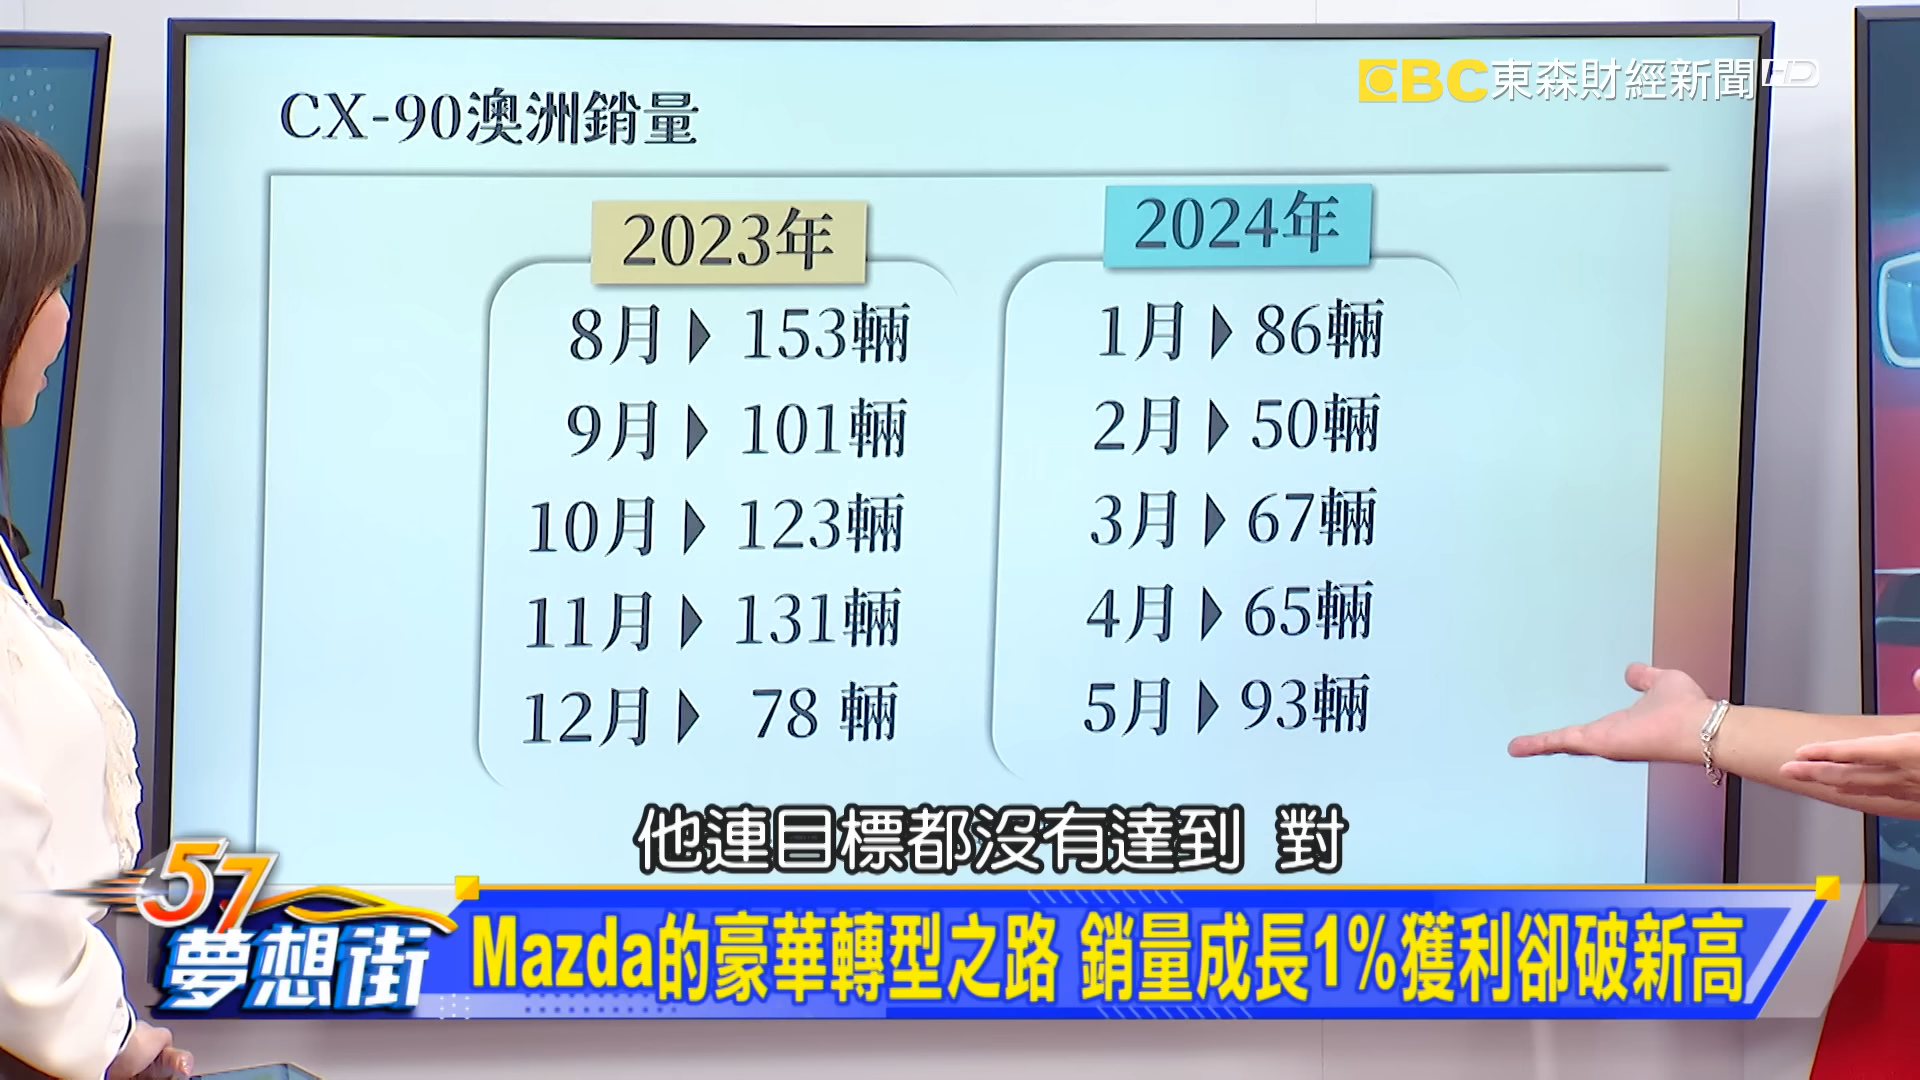 EBC東森財經新聞HD
CX-90澳洲銷量
2023年
8月▶153輛
9月▶101輛
10月▶123輛
11月▶131輛
12月▶78輛
2024年
1月▶86輛
2月▶50輛
3月▶67輛
4月▶65輛
5月▶93輛
他連目標都沒有達到 對
57
夢想街
Mazda的豪華轉型之路 銷量成長1%獲利卻破新高